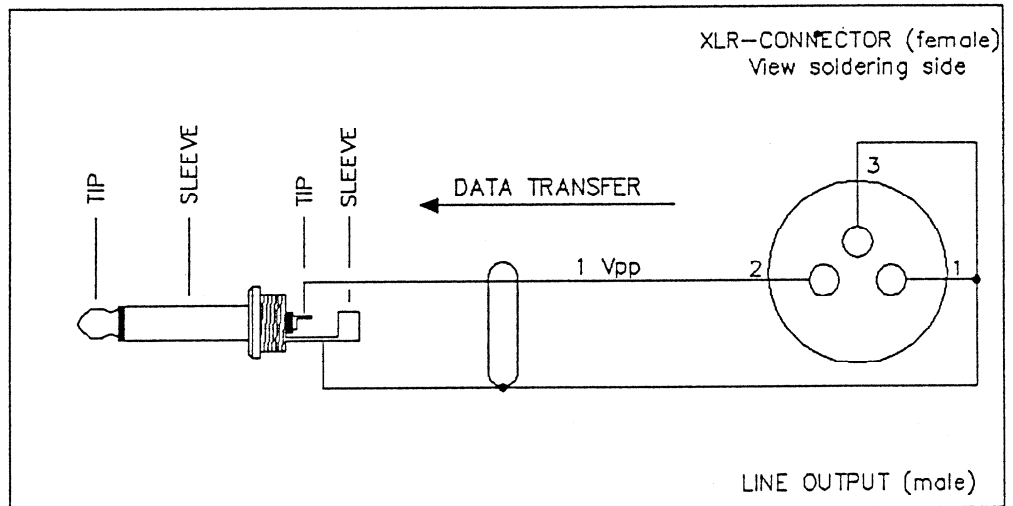 XLR-CONNECTOR (female)
View soldering side
TIP
SLEEVE
TIP
SLEEVE
DATA TRANSFER
3
1 Vpp
2
1
LINE OUTPUT (male)